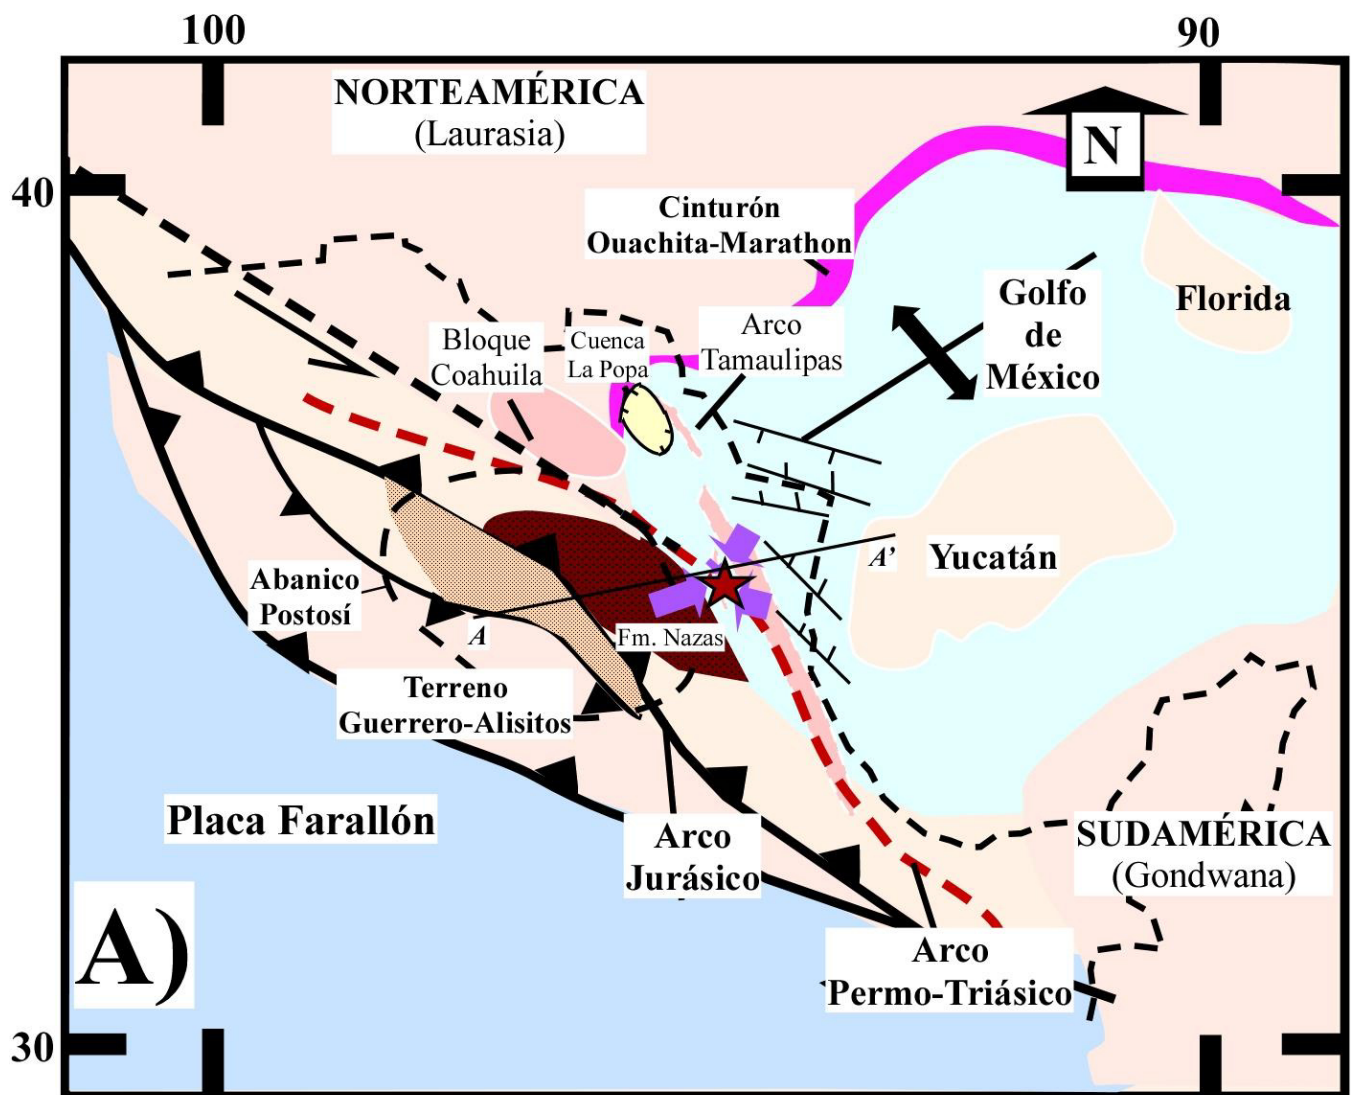 100
90
NORTEAMÉRICA
(Laurasia)
N
40
Cinturón
Ouachita-Marathon
Golfo
de
México
Florida
Arco
Tamaulipas
Cuenca
La Popa
Bloque
Coahuila
A'
Yucatán
Abanico
Postosí
A
Fm. Nazas
Terreno
Guerrero-Alisitos
Placa Farallón
Arco
Jurásico
SUDAMÉRICA
(Gondwana)
A)
Arco
Permo-Triásico
30